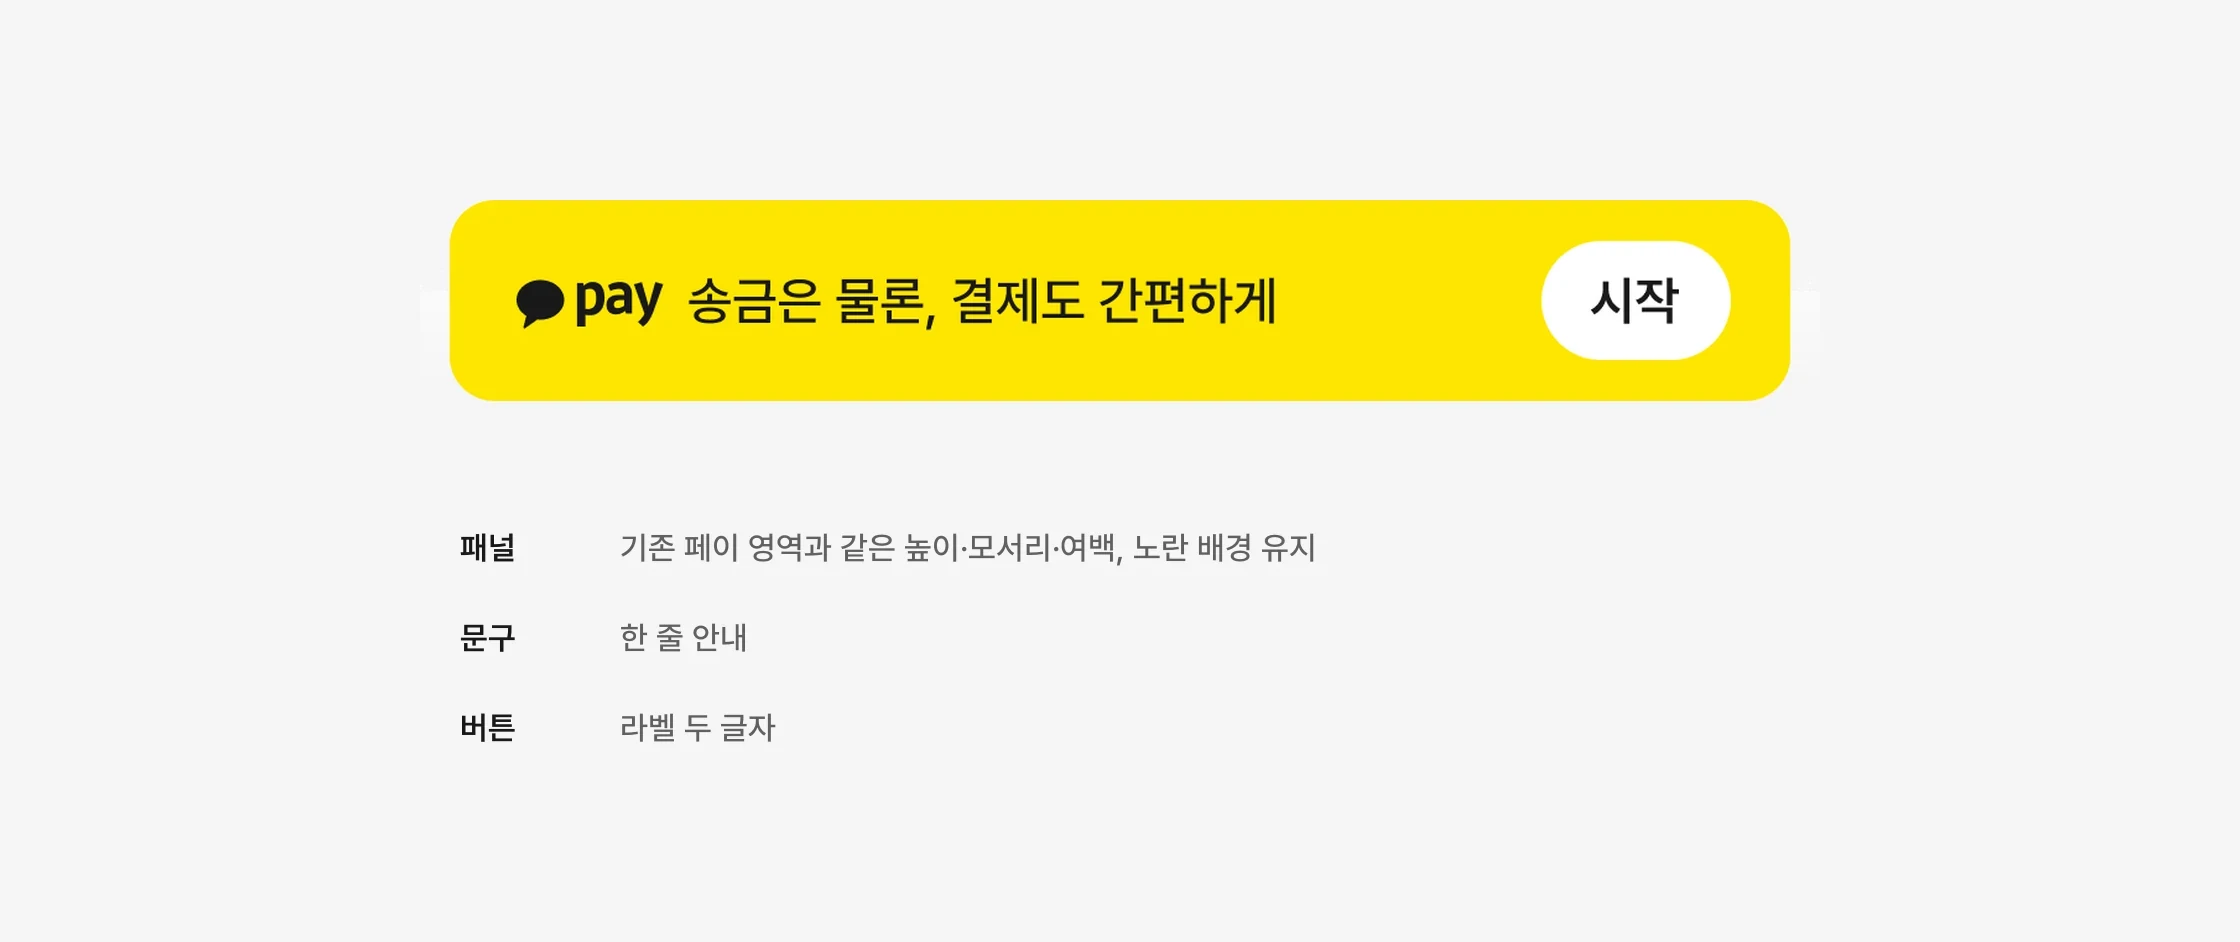 pay 송금은 물론, 결제도 간편하게 시작
패널 기존 페이 영역과 같은 높이·모서리·여백, 노란 배경 유지
문구 한 줄 안내
버튼 라벨 두 글자